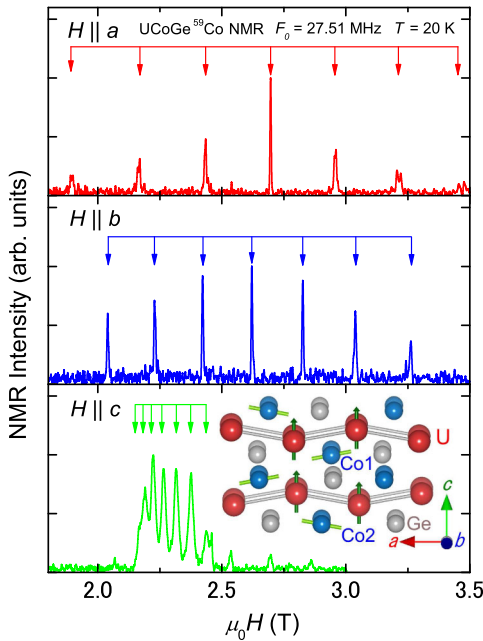 H || a UCoGe ⁵⁹Co NMR F₀ = 27.51 MHz T = 20 K
H || b
H || c
NMR Intensity (arb. units)
U
Co1
Co2
Ge
c
a
b
2.0 2.5 3.0 3.5
μ₀H (T)